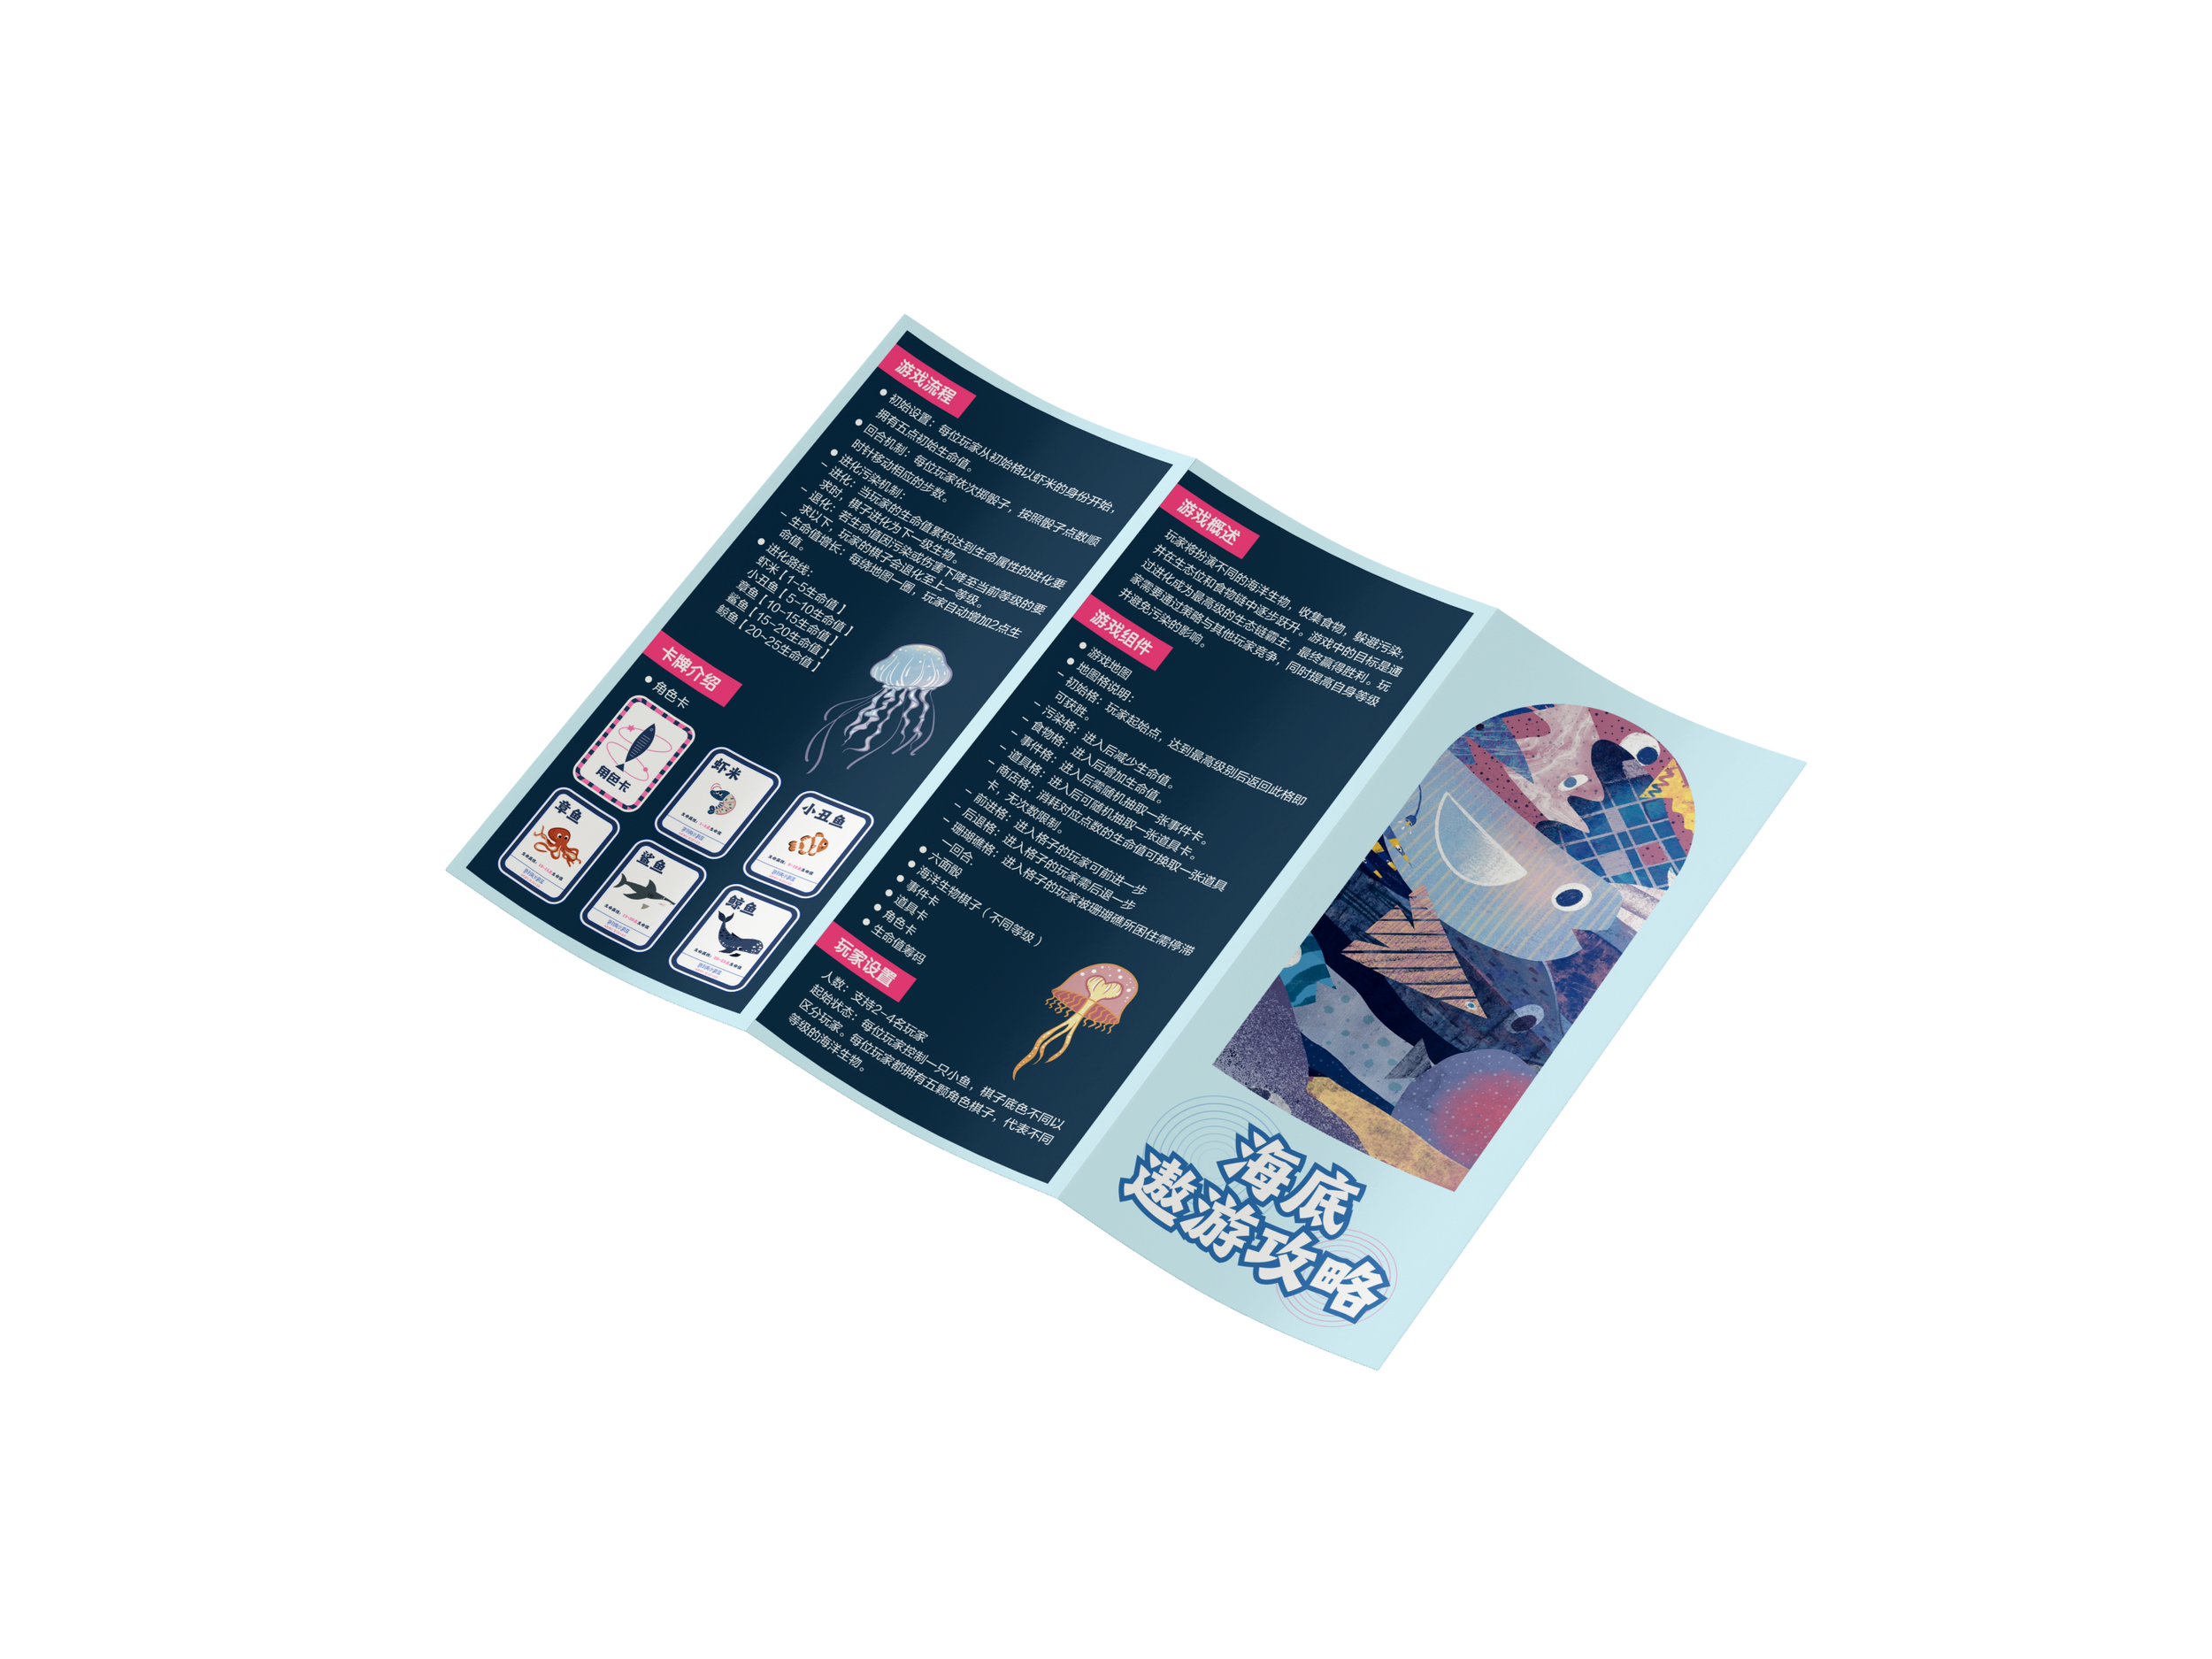 游戏流程
初始设置：每位玩家从初始格以虾米的身份开始，
拥有五点初始生命值。
回合机制：每位玩家依次掷骰子，按照骰子点数顺
时针移动相应的步数。
进化污染机制：
- 进化：当玩家的生命值累积达到生命属性的进化要
求时，棋子进化为下一级生物。
- 退化：若生命值因污染或伤害下降至当前等级的要
求以下，玩家的棋子会退化至上一等级。
- 生命值增长：每绕地图一圈，玩家自动增加2点生
命值。
进化路线：
虾米【1-5生命值】
小丑鱼【5-10生命值】
章鱼【10-15生命值】
鲨鱼【15-20生命值】
鲸鱼【20-25生命值】
卡牌介绍
角色卡
角色卡
虾米
小丑鱼
章鱼
鲨鱼
鲸鱼
游戏概述
玩家将扮演不同的海洋生物，收集食物，躲避污染，
并在生态位和食物链中逐步跃升。游戏中的目标是通
过进化成为最高级的生态链霸主，最终赢得胜利。玩
家需要通过策略与其他玩家竞争，同时提高自身等级
并避免污染的影响。
游戏组件
游戏地图
地图格说明：
- 初始格：玩家起始点，达到最高级别后返回此格即
可获胜。
- 污染格：进入后减少生命值。
- 食物格：进入后增加生命值。
- 事件格：进入后需随机抽取一张事件卡。
- 道具格：进入后可随机抽取一张道具卡。
- 商店格：消耗对应点数的生命值可换取一张道具
卡，无次数限制。
- 前进格：进入格子的玩家可前进一步
- 后退格：进入格子的玩家需后退一步
- 珊瑚礁格：进入格子的玩家被珊瑚礁所困住需停滞
一回合；
六面骰
海洋生物棋子（不同等级）
事件卡
道具卡
角色卡
生命值筹码
玩家设置
人数：支持2-4名玩家
起始状态：每位玩家控制一只小鱼，棋子底色不同以
区分玩家。每位玩家都拥有五颗角色棋子，代表不同
等级的海洋生物。
海底
遨游攻略